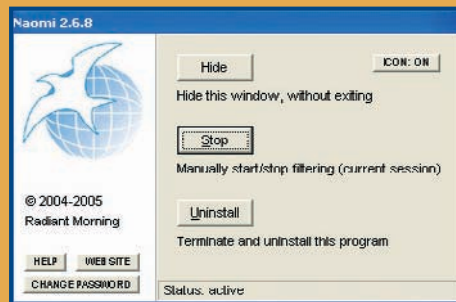 Naomi 2.6.8
Hide
ICON: ON
Hide this window, without exiting
Stop
Manually start/stop filtering (current session)
Uninstall
Terminate and uninstall this program
© 2004-2005
Radiant Morning
HELP
WEB SITE
CHANGE PASSWORD
Status: active